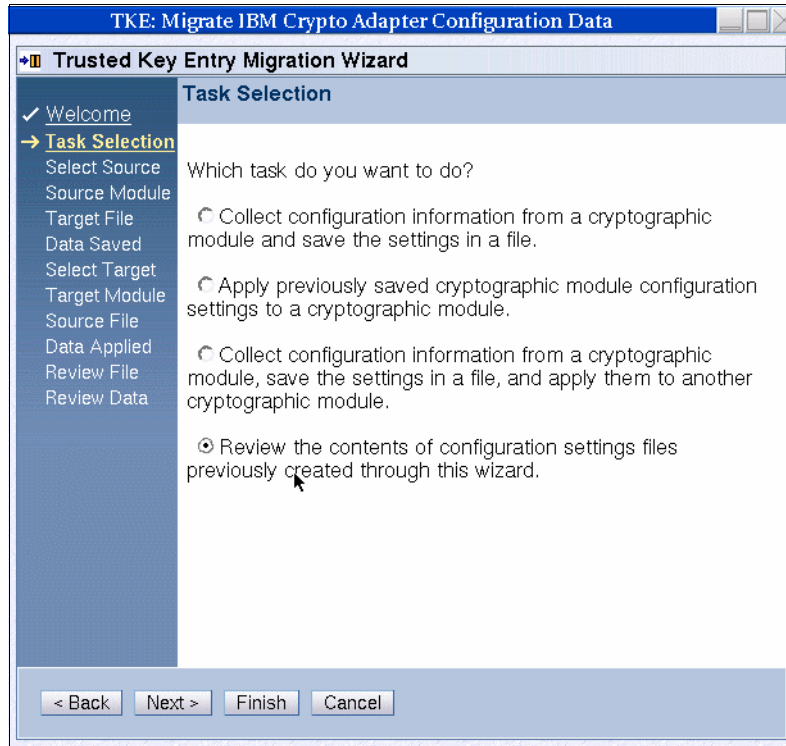 TKE: Migrate IBM Crypto Adapter Configuration Data
Trusted Key Entry Migration Wizard
Welcome
Task Selection
Select Source
Source Module
Target File
Data Saved
Select Target
Target Module
Source File
Data Applied
Review File
Review Data
Task Selection
Which task do you want to do?
Collect configuration information from a cryptographic
module and save the settings in a file.
Apply previously saved cryptographic module configuration
settings to a cryptographic module.
Collect configuration information from a cryptographic
module, save the settings in a file, and apply them to another
cryptographic module.
Review the contents of configuration settings files
previously created through this wizard.
< Back Next > Finish Cancel